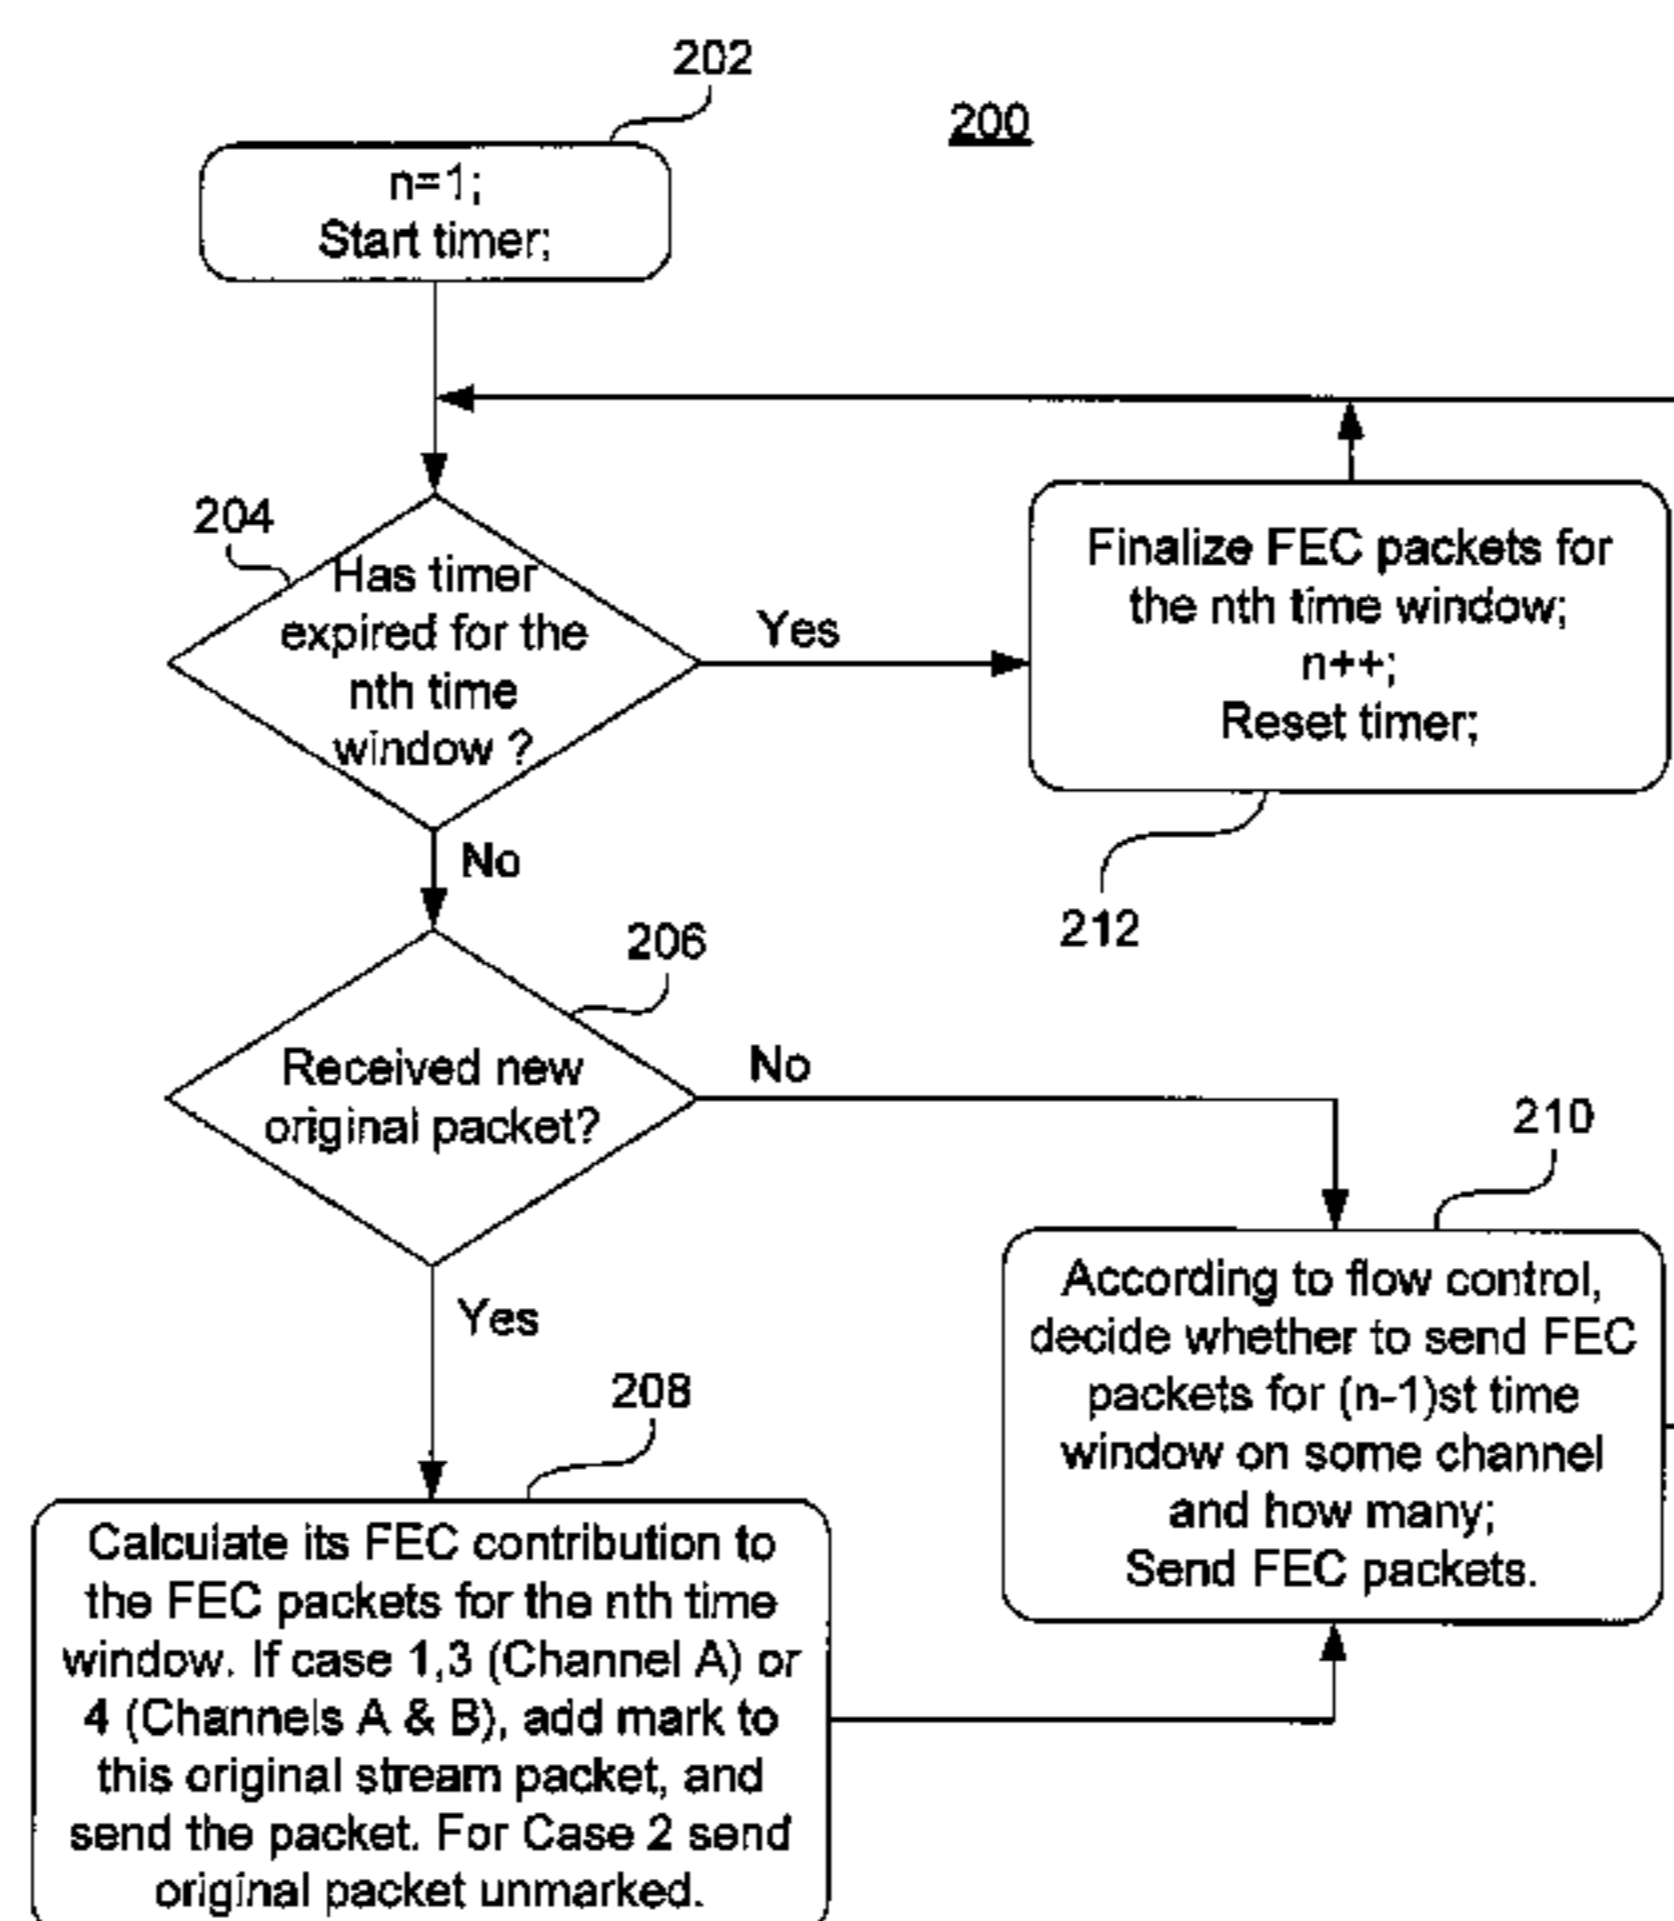 202
200
n=1;
Start timer;
204
Has timer
expired for the
nth time
window ?
Yes
No
Finalize FEC packets for
the nth time window;
n++;
Reset timer;
212
206
Received new
original packet?
No
Yes
210
According to flow control,
decide whether to send FEC
packets for (n-1)st time
window on some channel
and how many;
Send FEC packets.
208
Calculate its FEC contribution to
the FEC packets for the nth time
window. If case 1,3 (Channel A) or
4 (Channels A & B), add mark to
this original stream packet, and
send the packet. For Case 2 send
original packet unmarked.